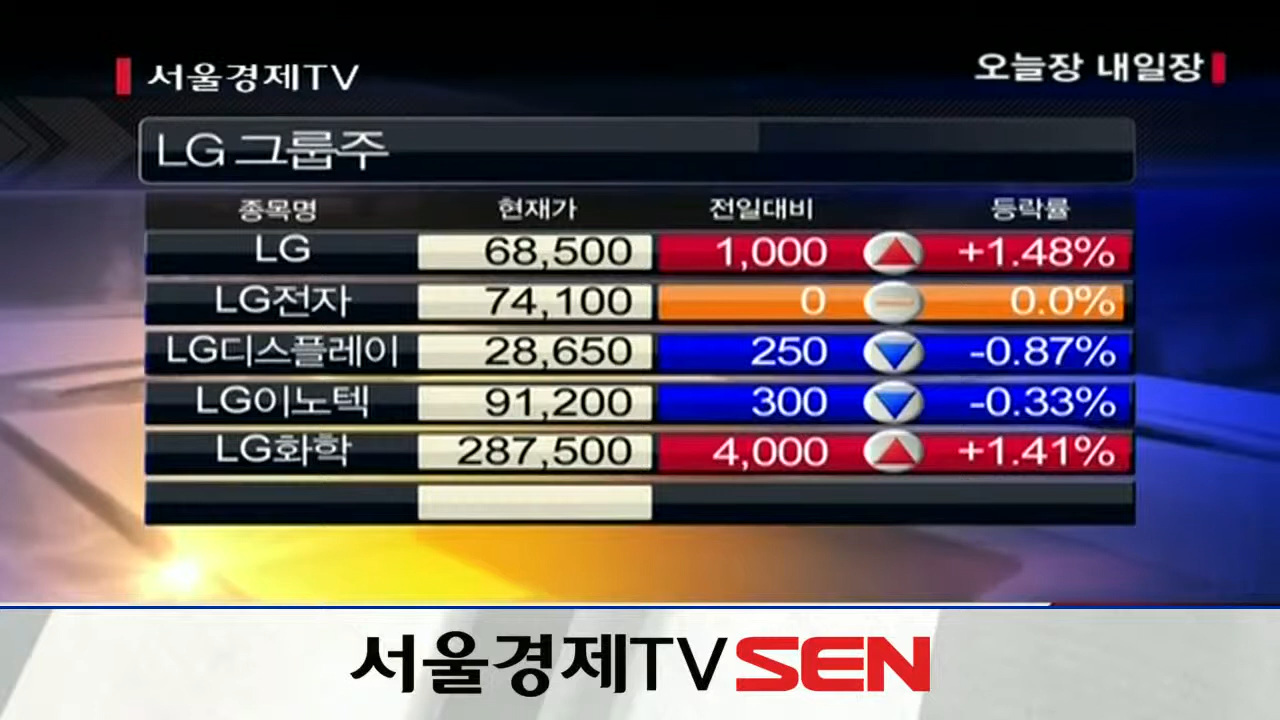 서울경제TV
오늘장 내일장
LG 그룹주
종목명 현재가 전일대비 등락률
LG 68,500 1,000 ▲ +1.48%
LG전자 74,100 0 − 0.0%
LG디스플레이 28,650 250 ▼ -0.87%
LG이노텍 91,200 300 ▼ -0.33%
LG화학 287,500 4,000 ▲ +1.41%
서울경제TV SEN